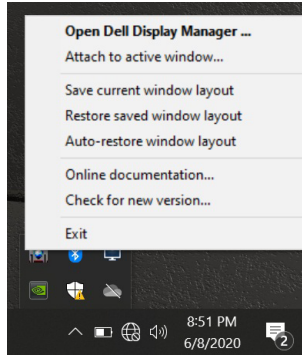 Open Dell Display Manager ...
Attach to active window...
Save current window layout
Restore saved window layout
Auto-restore window layout
Online documentation...
Check for new version...
Exit
8:51 PM
6/8/2020
2